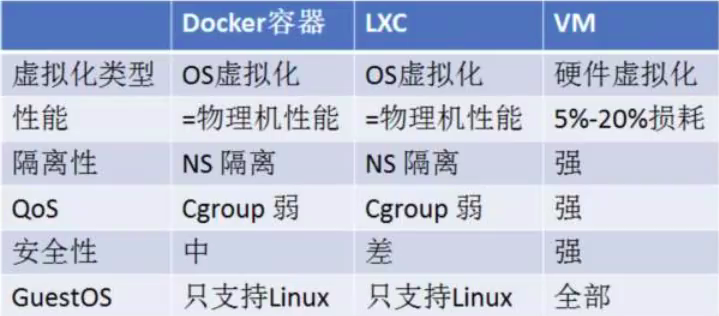 Docker容器 LXC VM
虚拟化类型 OS虚拟化 OS虚拟化 硬件虚拟化
性能 =物理机性能 =物理机性能 5%-20%损耗
隔离性 NS 隔离 NS 隔离 强
QoS Cgroup 弱 Cgroup 弱 强
安全性 中 差 强
GuestOS 只支持Linux 只支持Linux 全部